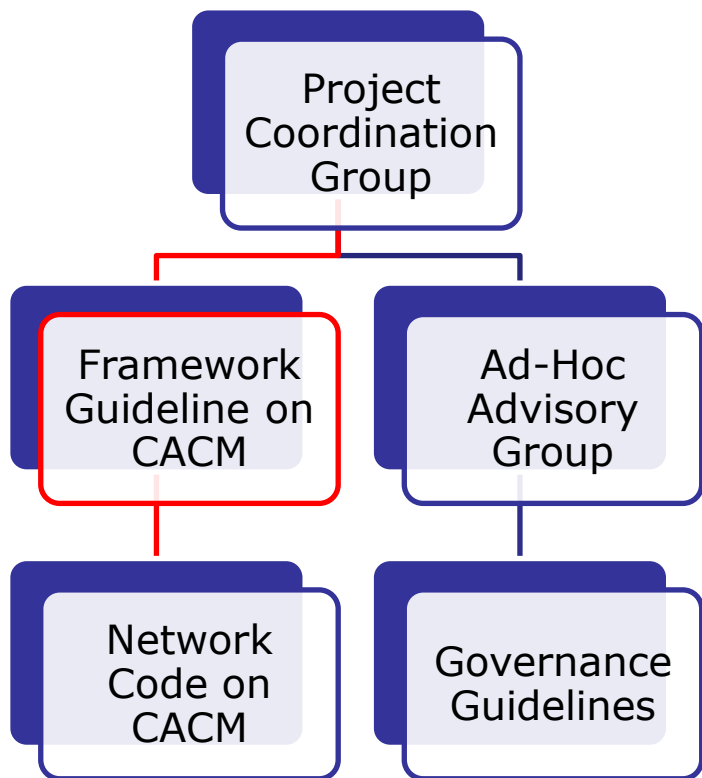 Project
Coordination
Group
Framework
Guideline on
CACM
Ad-Hoc
Advisory
Group
Network
Code on
CACM
Governance
Guidelines